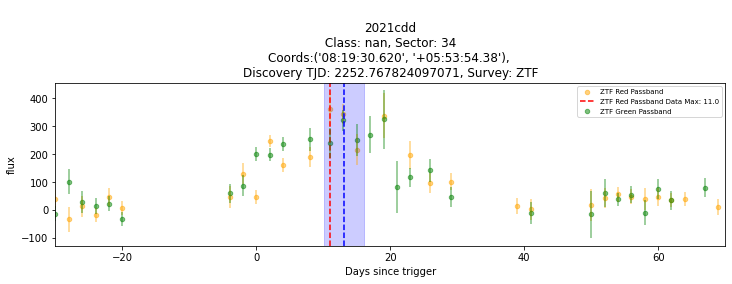 2021cdd
Class: nan, Sector: 34
Coords:('08:19:30.620', '+05:53:54.38'),
Discovery TJD: 2252.767824097071, Survey: ZTF
ZTF Red Passband
ZTF Red Passband Data Max: 11.0
ZTF Green Passband
flux
400
300
200
100
0
−100
−20
0
20
40
60
Days since trigger